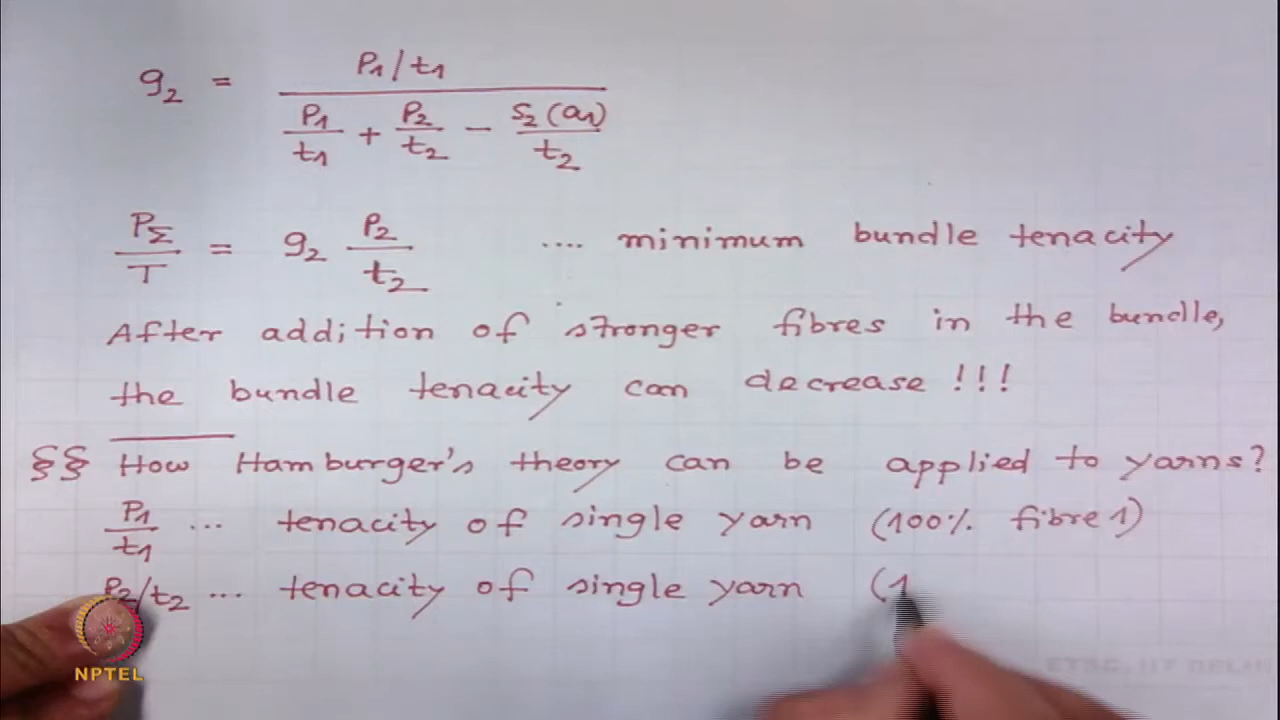 g₂ = P₁/t₁ / (P₁/t₁ + P₂/t₂ − S₂(a₁)/t₂)
P_Σ/T = g₂ P₂/t₂ .... minimum bundle tenacity
After addition of stronger fibres in the bundle,
the bundle tenacity can decrease!!!
§§ How Hamburger's theory can be applied to yarns?
P₁/t₁ ... tenacity of single yarn (100% fibre 1)
P₂/t₂ ... tenacity of single yarn (1
NPTEL